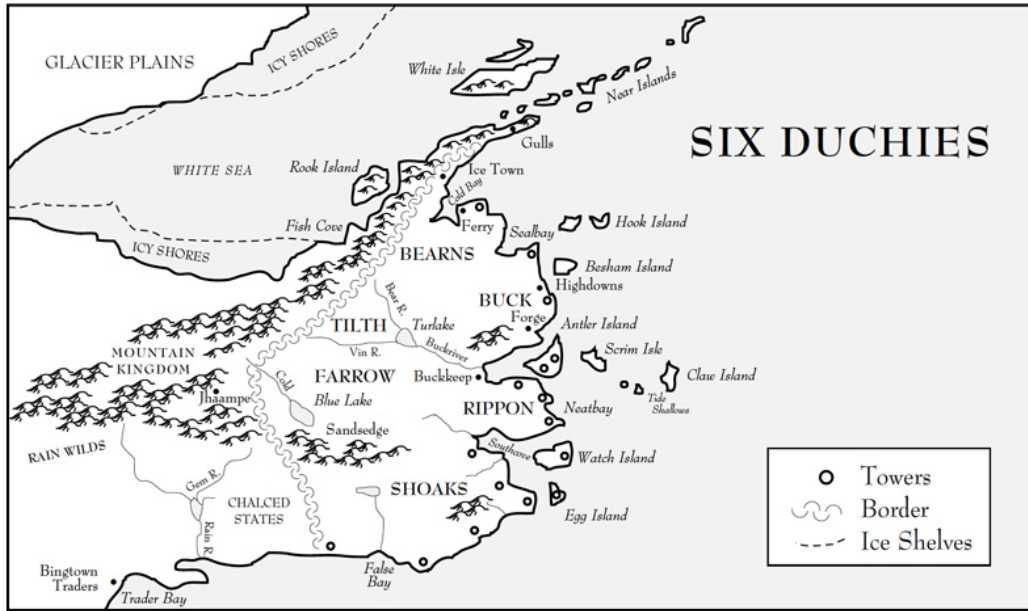 GLACIER PLAINS
ICY SHORES
White Isle
Near Islands
SIX DUCHIES
Gulls
WHITE SEA
Rook Island
Ice Town
Cold Bay
Fish Cove
Ferry
Sealbay
Hook Island
ICY SHORES
BEARNS
Besham Island
Highdowns
Bear R.
BUCK
TILTH
Turlake
Forge
Antler Island
Vin R.
Buckriver
MOUNTAIN
KINGDOM
Scrim Isle
FARROW
Buckkeep
Claw Island
Cold
Jhaampe
Blue Lake
RIPPON
Neatbay
Tide
Shallows
Sandsedge
RAIN WILDS
Southcove
Watch Island
Gem R.
SHOAKS
CHALCED
STATES
Egg Island
Rain R.
False
Bay
Bingtown
Traders
Trader Bay
Towers
Border
Ice Shelves